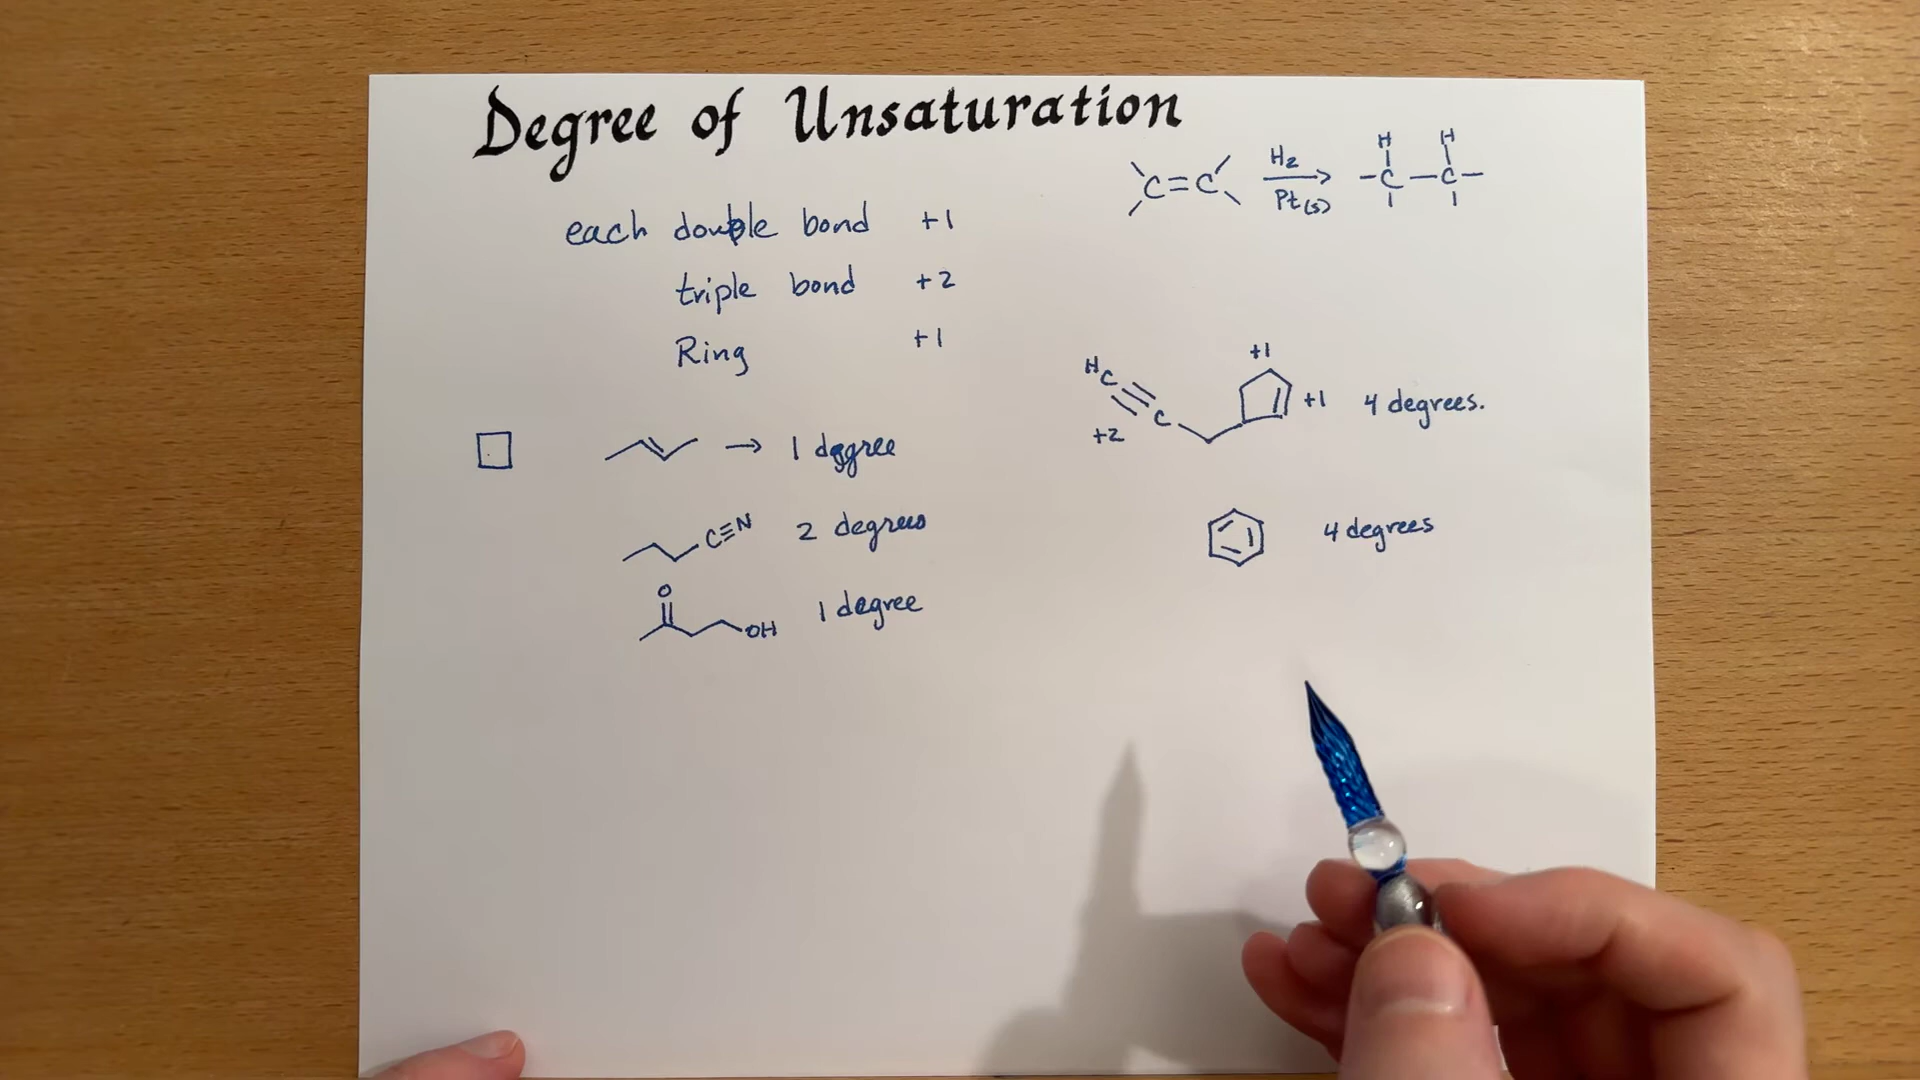 Degree of Unsaturation
C=C H2 Pt(s) H H C C
each double bond +1
triple bond +2
Ring +1
HC≡C +2 +1 +1 4 degrees.
1 degree
C≡N 2 degrees
4 degrees
O OH 1 degree